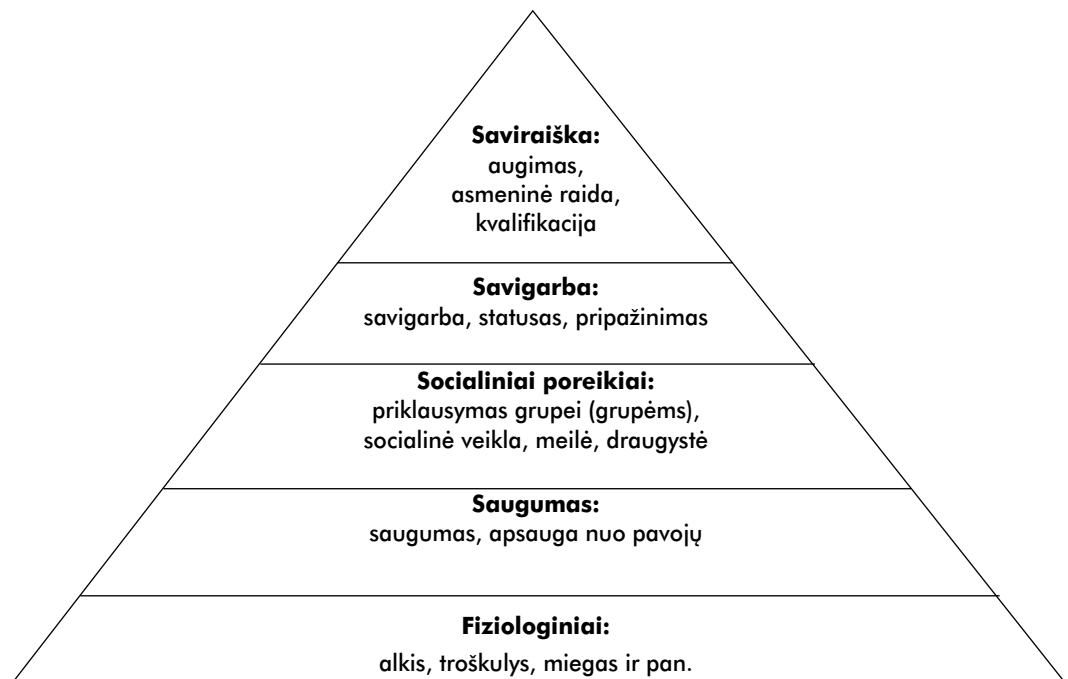 Saviraiška:
augimas,
asmeninė raida,
kvalifikacija
Savigarba:
savigarba, statusas, pripažinimas
Socialiniai poreikiai:
priklausymas grupei (grupėms),
socialinė veikla, meilė, draugystė
Saugumas:
saugumas, apsauga nuo pavojų
Fiziologiniai:
alkis, troškulys, miegas ir pan.